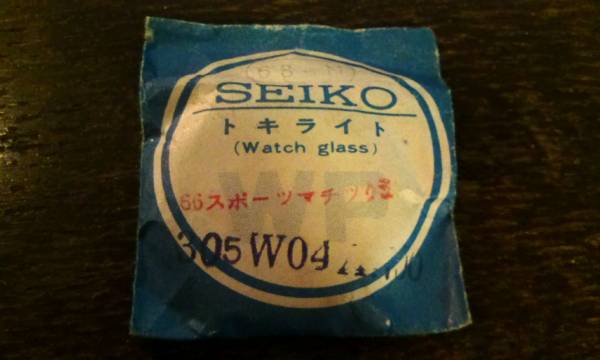 SEIKO
トキライト
(Watch glass)
WP
66スポーツマチック
305W04